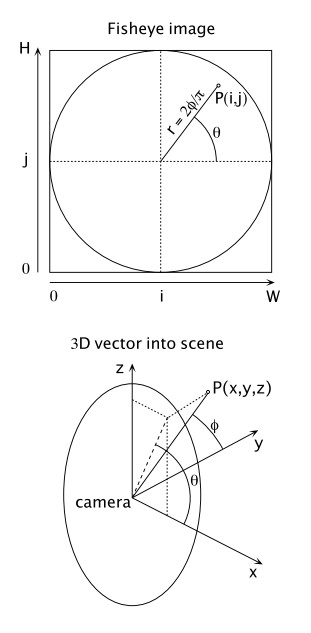 Fisheye image
H
r = 2ϕ/π
P(i,j)
θ
j
0
0
i
W
3D vector into scene
z
P(x,y,z)
ϕ
y
θ
camera
x